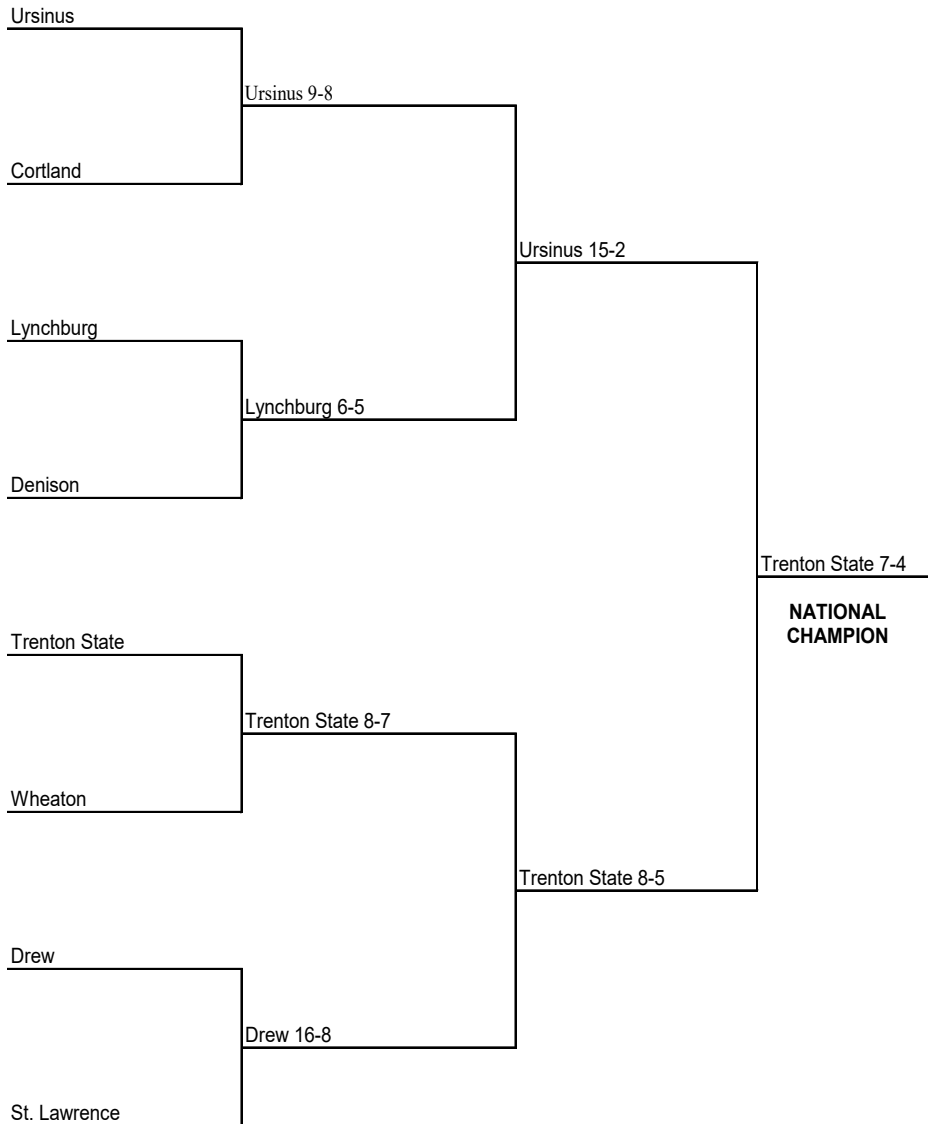 Ursinus
Ursinus 9-8
Cortland
Ursinus 15-2
Lynchburg
Lynchburg 6-5
Denison
Trenton State 7-4
NATIONAL
CHAMPION
Trenton State
Trenton State 8-7
Wheaton
Trenton State 8-5
Drew
Drew 16-8
St. Lawrence